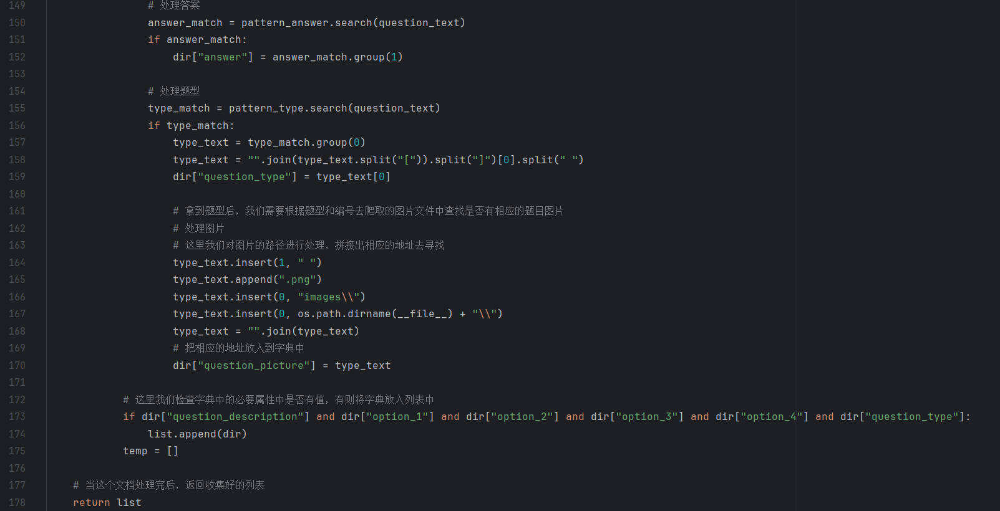 149 # 处理答案
150 answer_match = pattern_answer.search(question_text)
151 if answer_match:
152 dir["answer"] = answer_match.group(1)
153
154 # 处理题型
155 type_match = pattern_type.search(question_text)
156 if type_match:
157 type_text = type_match.group(0)
158 type_text = "".join(type_text.split("[")).split("]")[0].split(" ")
159 dir["question_type"] = type_text[0]
160
161 # 拿到题型后，我们需要根据题型和编号去爬取的图片文件中查找是否有相应的题目图片
162 # 处理图片
163 # 这里我们对图片的路径进行处理，拼接出相应的地址去寻找
164 type_text.insert(1, " ")
165 type_text.append(".png")
166 type_text.insert(0, "images\\")
167 type_text.insert(0, os.path.dirname(__file__) + "\\")
168 type_text = "".join(type_text)
169 # 把相应的地址放入到字典中
170 dir["question_picture"] = type_text
171
172 # 这里我们检查字典中的必要属性中是否有值，有则将字典放入列表中
173 if dir["question_description"] and dir["option_1"] and dir["option_2"] and dir["option_3"] and dir["option_4"] and dir["question_type"]:
174 list.append(dir)
175 temp = []
176
177 # 当这个文档处理完后，返回收集好的列表
178 return list